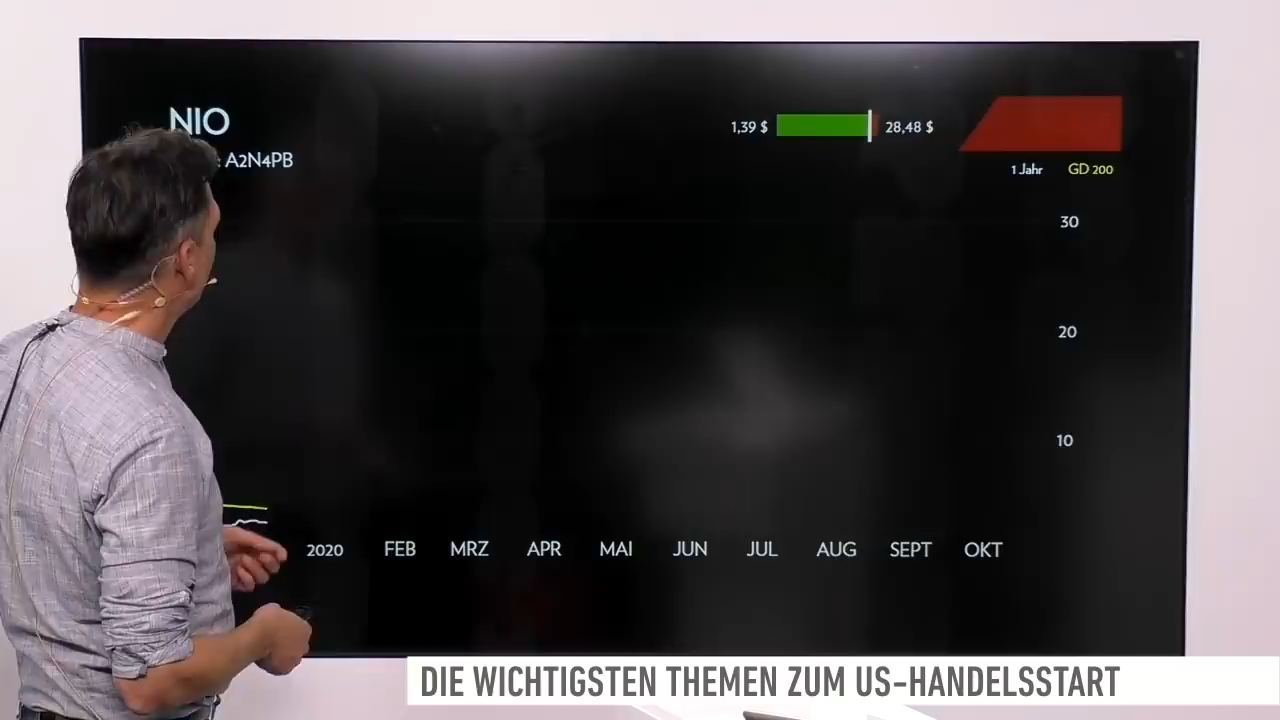 NIO
: A2N4PB
1,39 $
28,48 $
1 Jahr
GD 200
30
20
10
2020 FEB MRZ APR MAI JUN JUL AUG SEPT OKT
DIE WICHTIGSTEN THEMEN ZUM US-HANDELSSTART